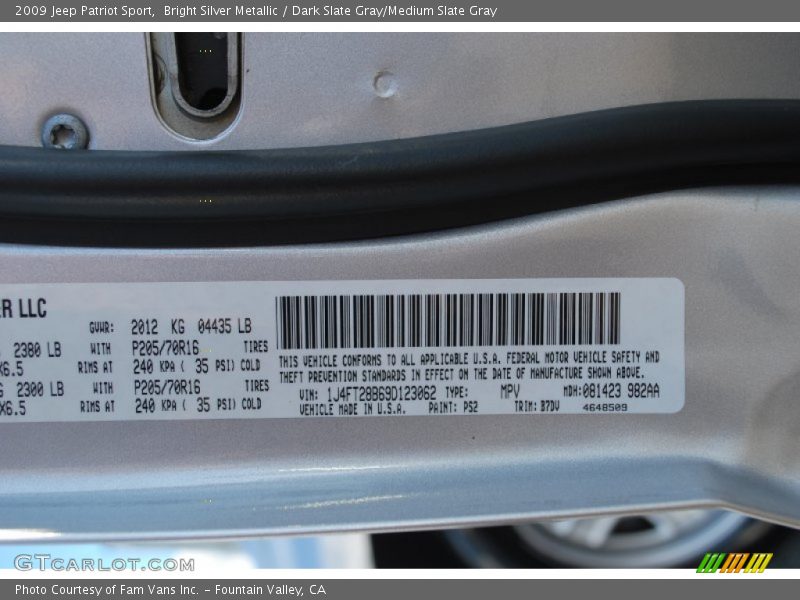 2009 Jeep Patriot Sport,  Bright Silver Metallic / Dark Slate Gray/Medium Slate Gray
R LLC
GVWR: 2012 KG 04435 LB
2380 LB WITH P205/70R16 TIRES
X6.5 RIMS AT 240 KPA ( 35 PSI) COLD
G 2300 LB WITH P205/70R16 TIRES
X6.5 RIMS AT 240 KPA ( 35 PSI) COLD
THIS VEHICLE CONFORMS TO ALL APPLICABLE U.S.A. FEDERAL MOTOR VEHICLE SAFETY AND
THEFT PREVENTION STANDARDS IN EFFECT ON THE DATE OF MANUFACTURE SHOWN ABOVE.
VIN: 1J4FT28B69D123062 TYPE: MPV MDH:081423 982AA
VEHICLE MADE IN U.S.A. PAINT: PS2 TRIM: B7DV 4648509
GTCARLOT.COM
Photo Courtesy of Fam Vans Inc. - Fountain Valley, CA